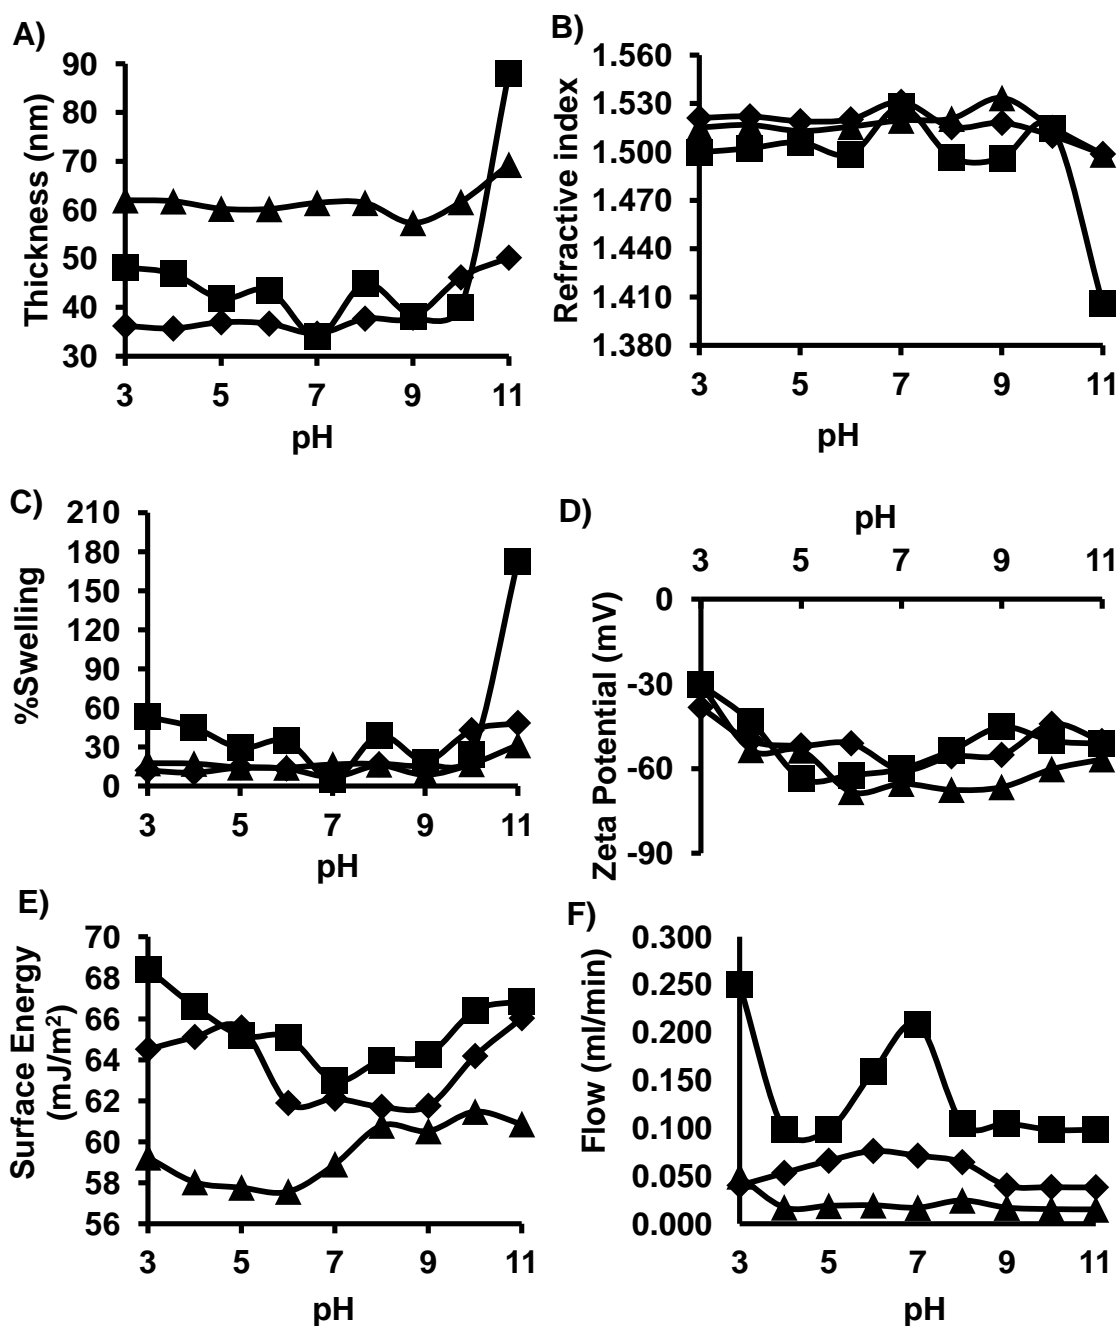 A)
Thickness (nm)
90
80
70
60
50
40
30
3 5 7 9 11
pH
B)
Refractive index
1.560
1.530
1.500
1.470
1.440
1.410
1.380
3 5 7 9 11
pH
C)
%Swelling
210
180
150
120
90
60
30
0
3 5 7 9 11
pH
D)
pH
3 5 7 9 11
Zeta Potential (mV)
0
-30
-60
-90
E)
Surface Energy
(mJ/m²)
70
68
66
64
62
60
58
56
3 5 7 9 11
pH
F)
Flow (ml/min)
0.300
0.250
0.200
0.150
0.100
0.050
0.000
3 5 7 9 11
pH